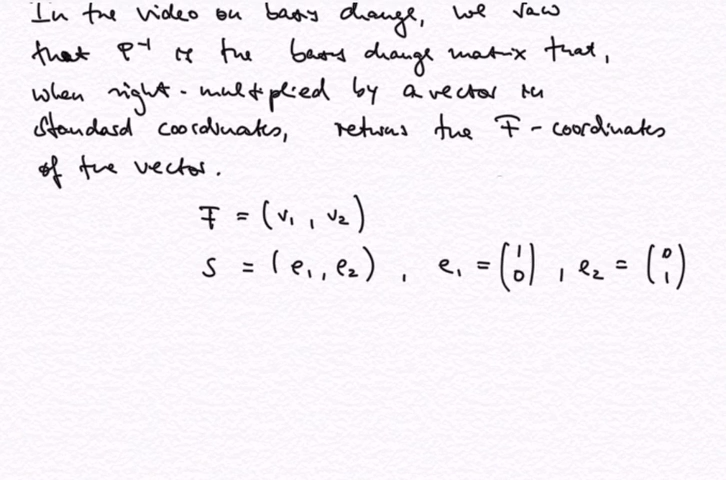 In the video on basis change, we saw
that P⁻¹ is the basis change matrix that,
when right-multiplied by a vector in
standard coordinates, returns the F-coordinates
of the vector.
F = (v₁, v₂)
S = (e₁, e₂), e₁ = (1 0), e₂ = (0 1)